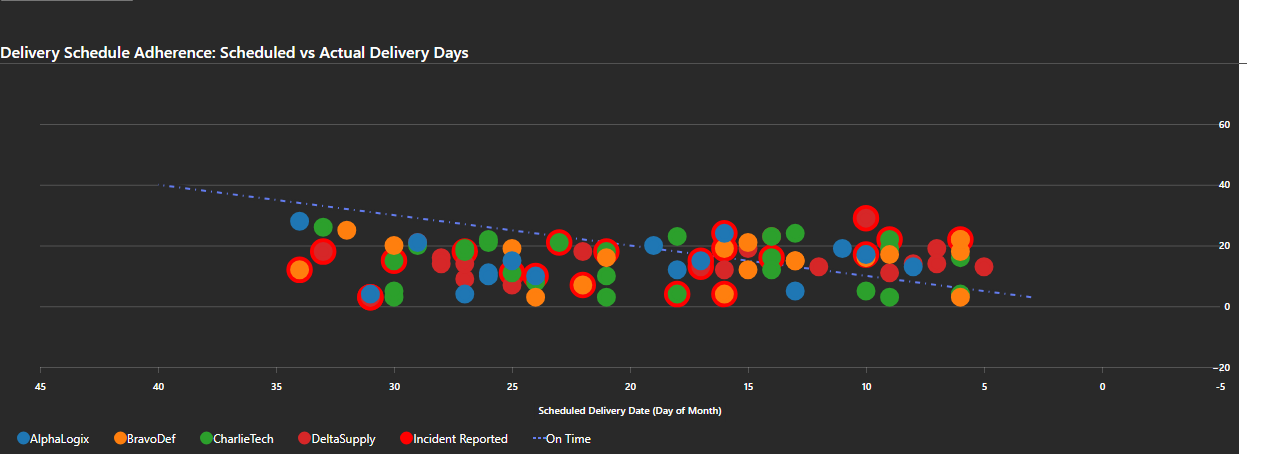 Delivery Schedule Adherence: Scheduled vs Actual Delivery Days
60
40
20
0
−20
45 40 35 30 25 20 15 10 5 0 -5
Scheduled Delivery Date (Day of Month)
AlphaLogix BravoDef CharlieTech DeltaSupply Incident Reported On Time